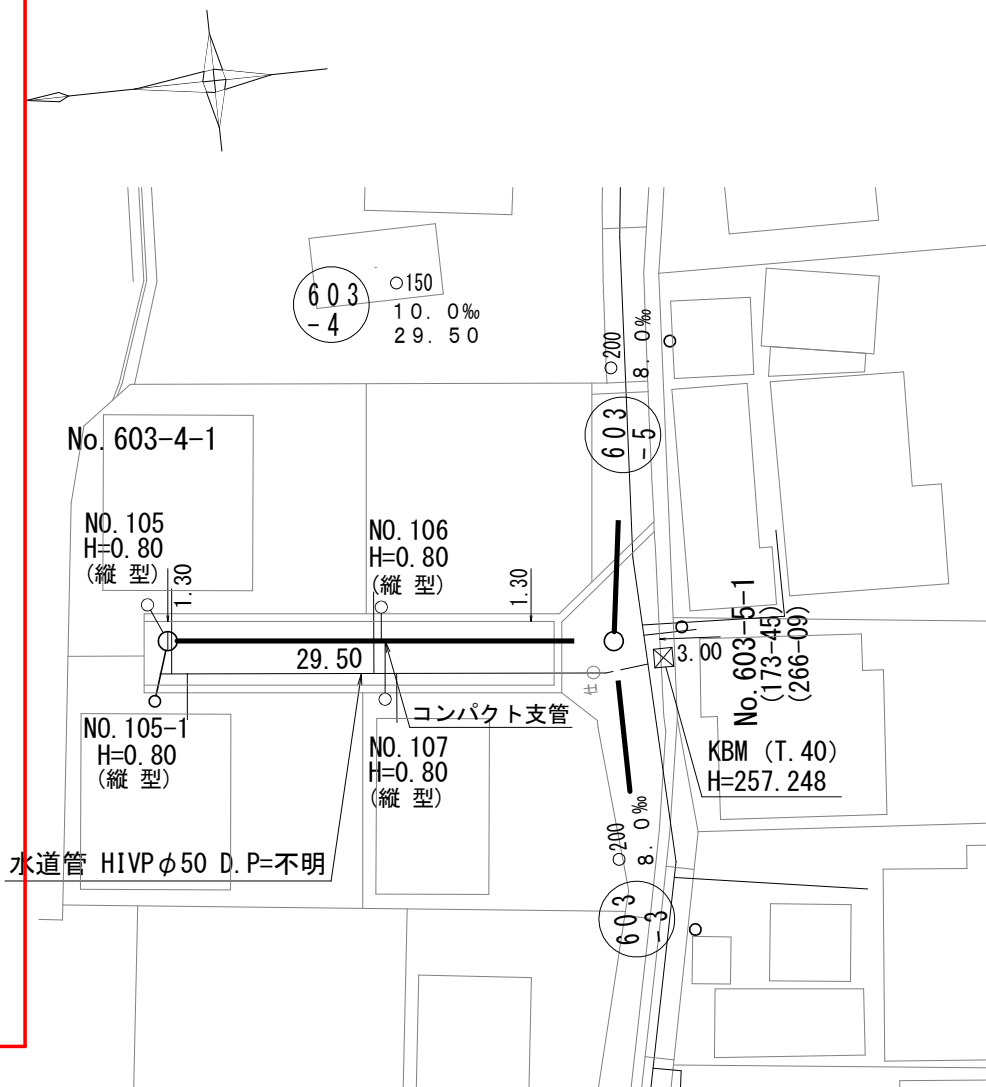 603
-4
○150
10.0‰
29.50
○200
8.0‰
603
-5
No.603-4-1
NO.105
H=0.80
(縦 型)
1.30
NO.106
H=0.80
(縦 型)
1.30
29.50
コンパクト支管
仕
3.00
No.603-5-1
(173-45)
(266-09)
KBM (T.40)
H=257.248
NO.105-1
H=0.80
(縦 型)
NO.107
H=0.80
(縦 型)
水道管 HIVPφ50 D.P=不明
○200
8.0‰
603
-3